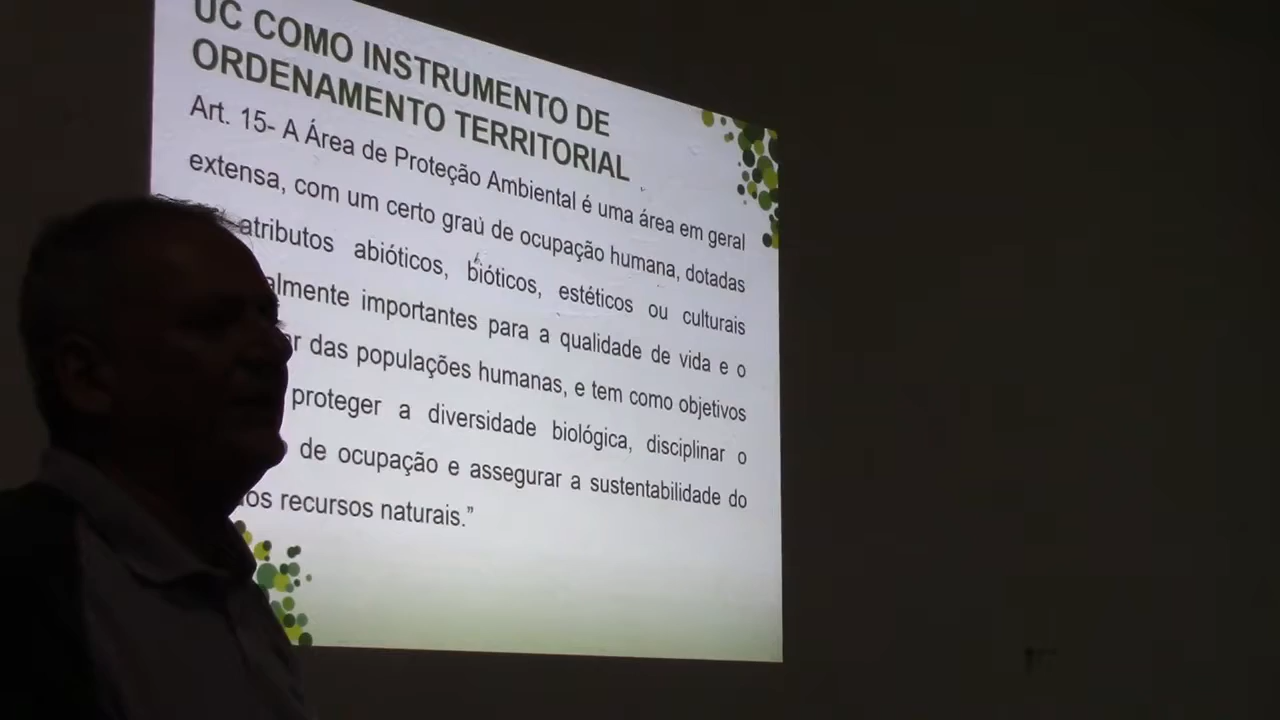 UC COMO INSTRUMENTO DE
ORDENAMENTO TERRITORIAL
Art. 15- A Área de Proteção Ambiental é uma área em geral
extensa, com um certo grau de ocupação humana, dotadas
atributos abióticos, bióticos, estéticos ou culturais
almente importantes para a qualidade de vida e o
r das populações humanas, e tem como objetivos
proteger a diversidade biológica, disciplinar o
de ocupação e assegurar a sustentabilidade do
os recursos naturais.”